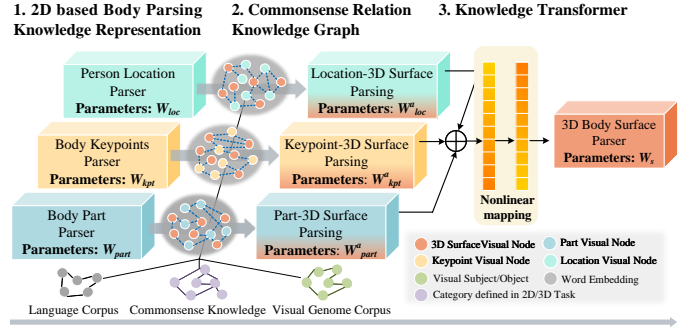 1. 2D based Body Parsing
Knowledge Representation
2. Commonsense Relation
Knowledge Graph
3. Knowledge Transformer
Person Location
Parser
Parameters: W_loc
Location-3D Surface
Parsing
Parameters: W^a_loc
Body Keypoints
Parser
Parameters: W_kpt
Keypoint-3D Surface
Parsing
Parameters: W^a_kpt
Body Part
Parser
Parameters: W_part
Part-3D Surface
Parsing
Parameters: W^a_part
3D Body Surface
Parser
Parameters: W_s
Nonlinear
mapping
3D SurfaceVisual Node
Part Visual Node
Keypoint Visual Node
Location Visual Node
Visual Subject/Object
Word Embedding
Category defined in 2D/3D Task
Language Corpus
Commonsense Knowledge
Visual Genome Corpus